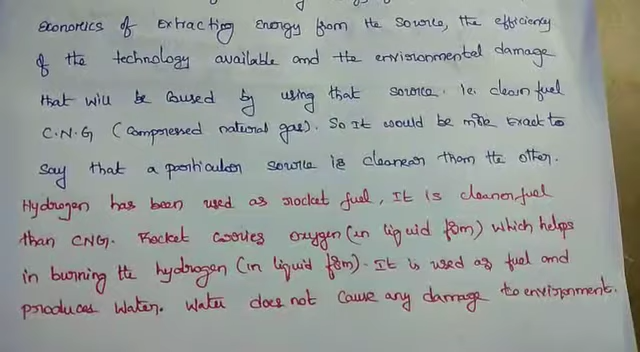 economics of extracting energy from the source, the efficiency
of the technology available and the environmental damage
that will be caused by using that source. i.e. clean fuel
C.N.G (compressed natural gas). So It would be more exact to
say that a particular source is cleaner than the other.
Hydrogen has been used as rocket fuel, It is cleaner fuel
than CNG. Rocket carries oxygen (in liquid form) which helps
in burning the hydrogen (in liquid form). It is used as fuel and
produces water. Water does not cause any damage to environment.